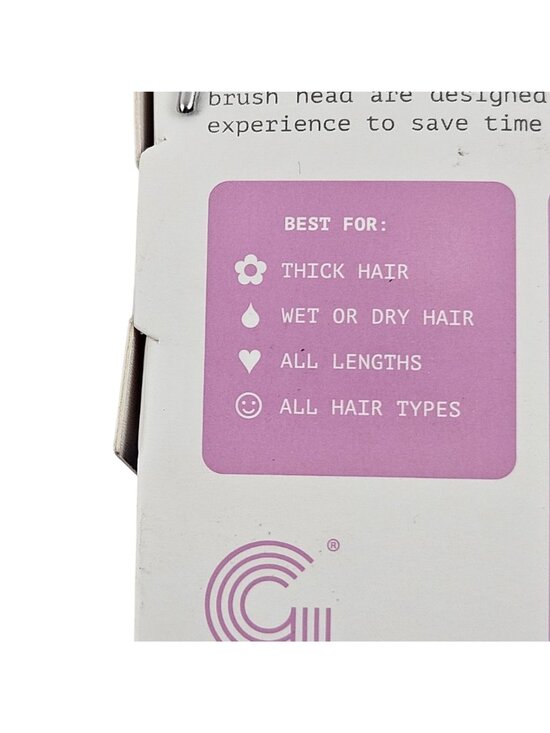 brush head are designed
experience to save time
BEST FOR:
THICK HAIR
WET OR DRY HAIR
ALL LENGTHS
ALL HAIR TYPES
®